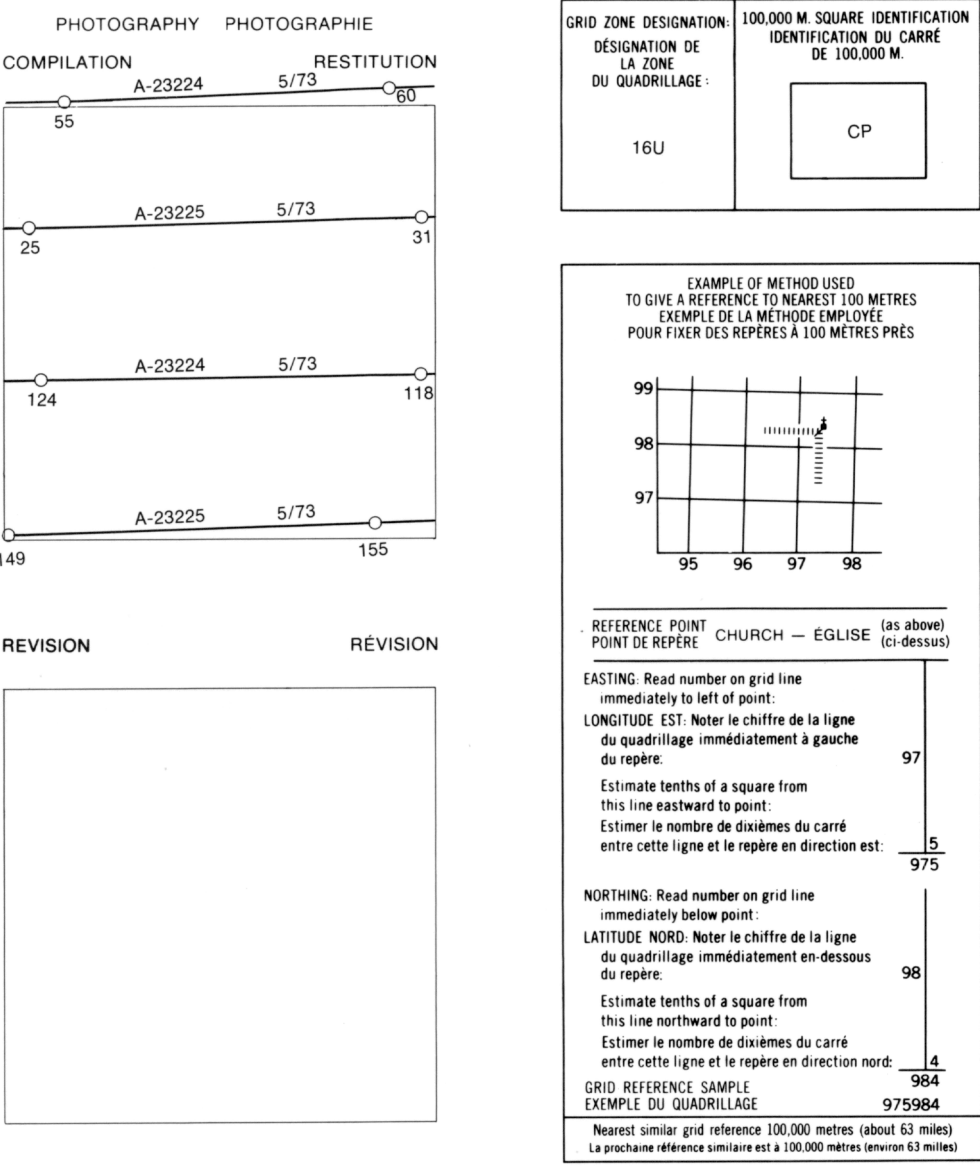 PHOTOGRAPHY PHOTOGRAPHIE
COMPILATION RESTITUTION
A-23224 5/73
55 60
A-23225 5/73
25 31
A-23224 5/73
124 118
A-23225 5/73
149 155
REVISION RÉVISION
GRID ZONE DESIGNATION:
DÉSIGNATION DE
LA ZONE
DU QUADRILLAGE :
16U
100,000 M. SQUARE IDENTIFICATION
IDENTIFICATION DU CARRÉ
DE 100,000 M.
CP
EXAMPLE OF METHOD USED
TO GIVE A REFERENCE TO NEAREST 100 METRES
EXEMPLE DE LA MÉTHODE EMPLOYÉE
POUR FIXER DES REPÈRES À 100 MÈTRES PRÈS
99
98
97
95 96 97 98
REFERENCE POINT
POINT DE REPÈRE
CHURCH — ÉGLISE
(as above)
(ci-dessus)
EASTING: Read number on grid line
immediately to left of point:
LONGITUDE EST: Noter le chiffre de la ligne
du quadrillage immédiatement à gauche
du repère: 97
Estimate tenths of a square from
this line eastward to point:
Estimer le nombre de dixièmes du carré
entre cette ligne et le repère en direction est: 5
975
NORTHING: Read number on grid line
immediately below point:
LATITUDE NORD: Noter le chiffre de la ligne
du quadrillage immédiatement en-dessous
du repère: 98
Estimate tenths of a square from
this line northward to point:
Estimer le nombre de dixièmes du carré
entre cette ligne et le repère en direction nord: 4
984
GRID REFERENCE SAMPLE
EXEMPLE DU QUADRILLAGE 975984
Nearest similar grid reference 100,000 metres (about 63 miles)
La prochaine référence similaire est à 100,000 mètres (environ 63 milles)